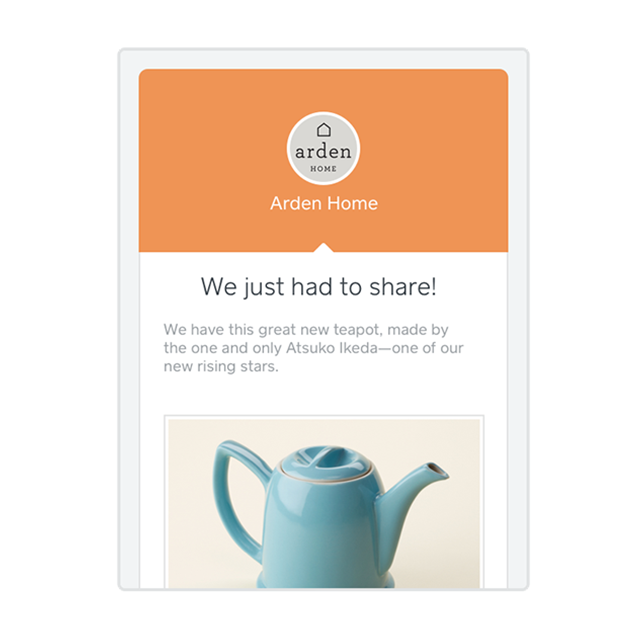 arden
HOME
Arden Home
We just had to share!
We have this great new teapot, made by
the one and only Atsuko Ikeda—one of our
new rising stars.